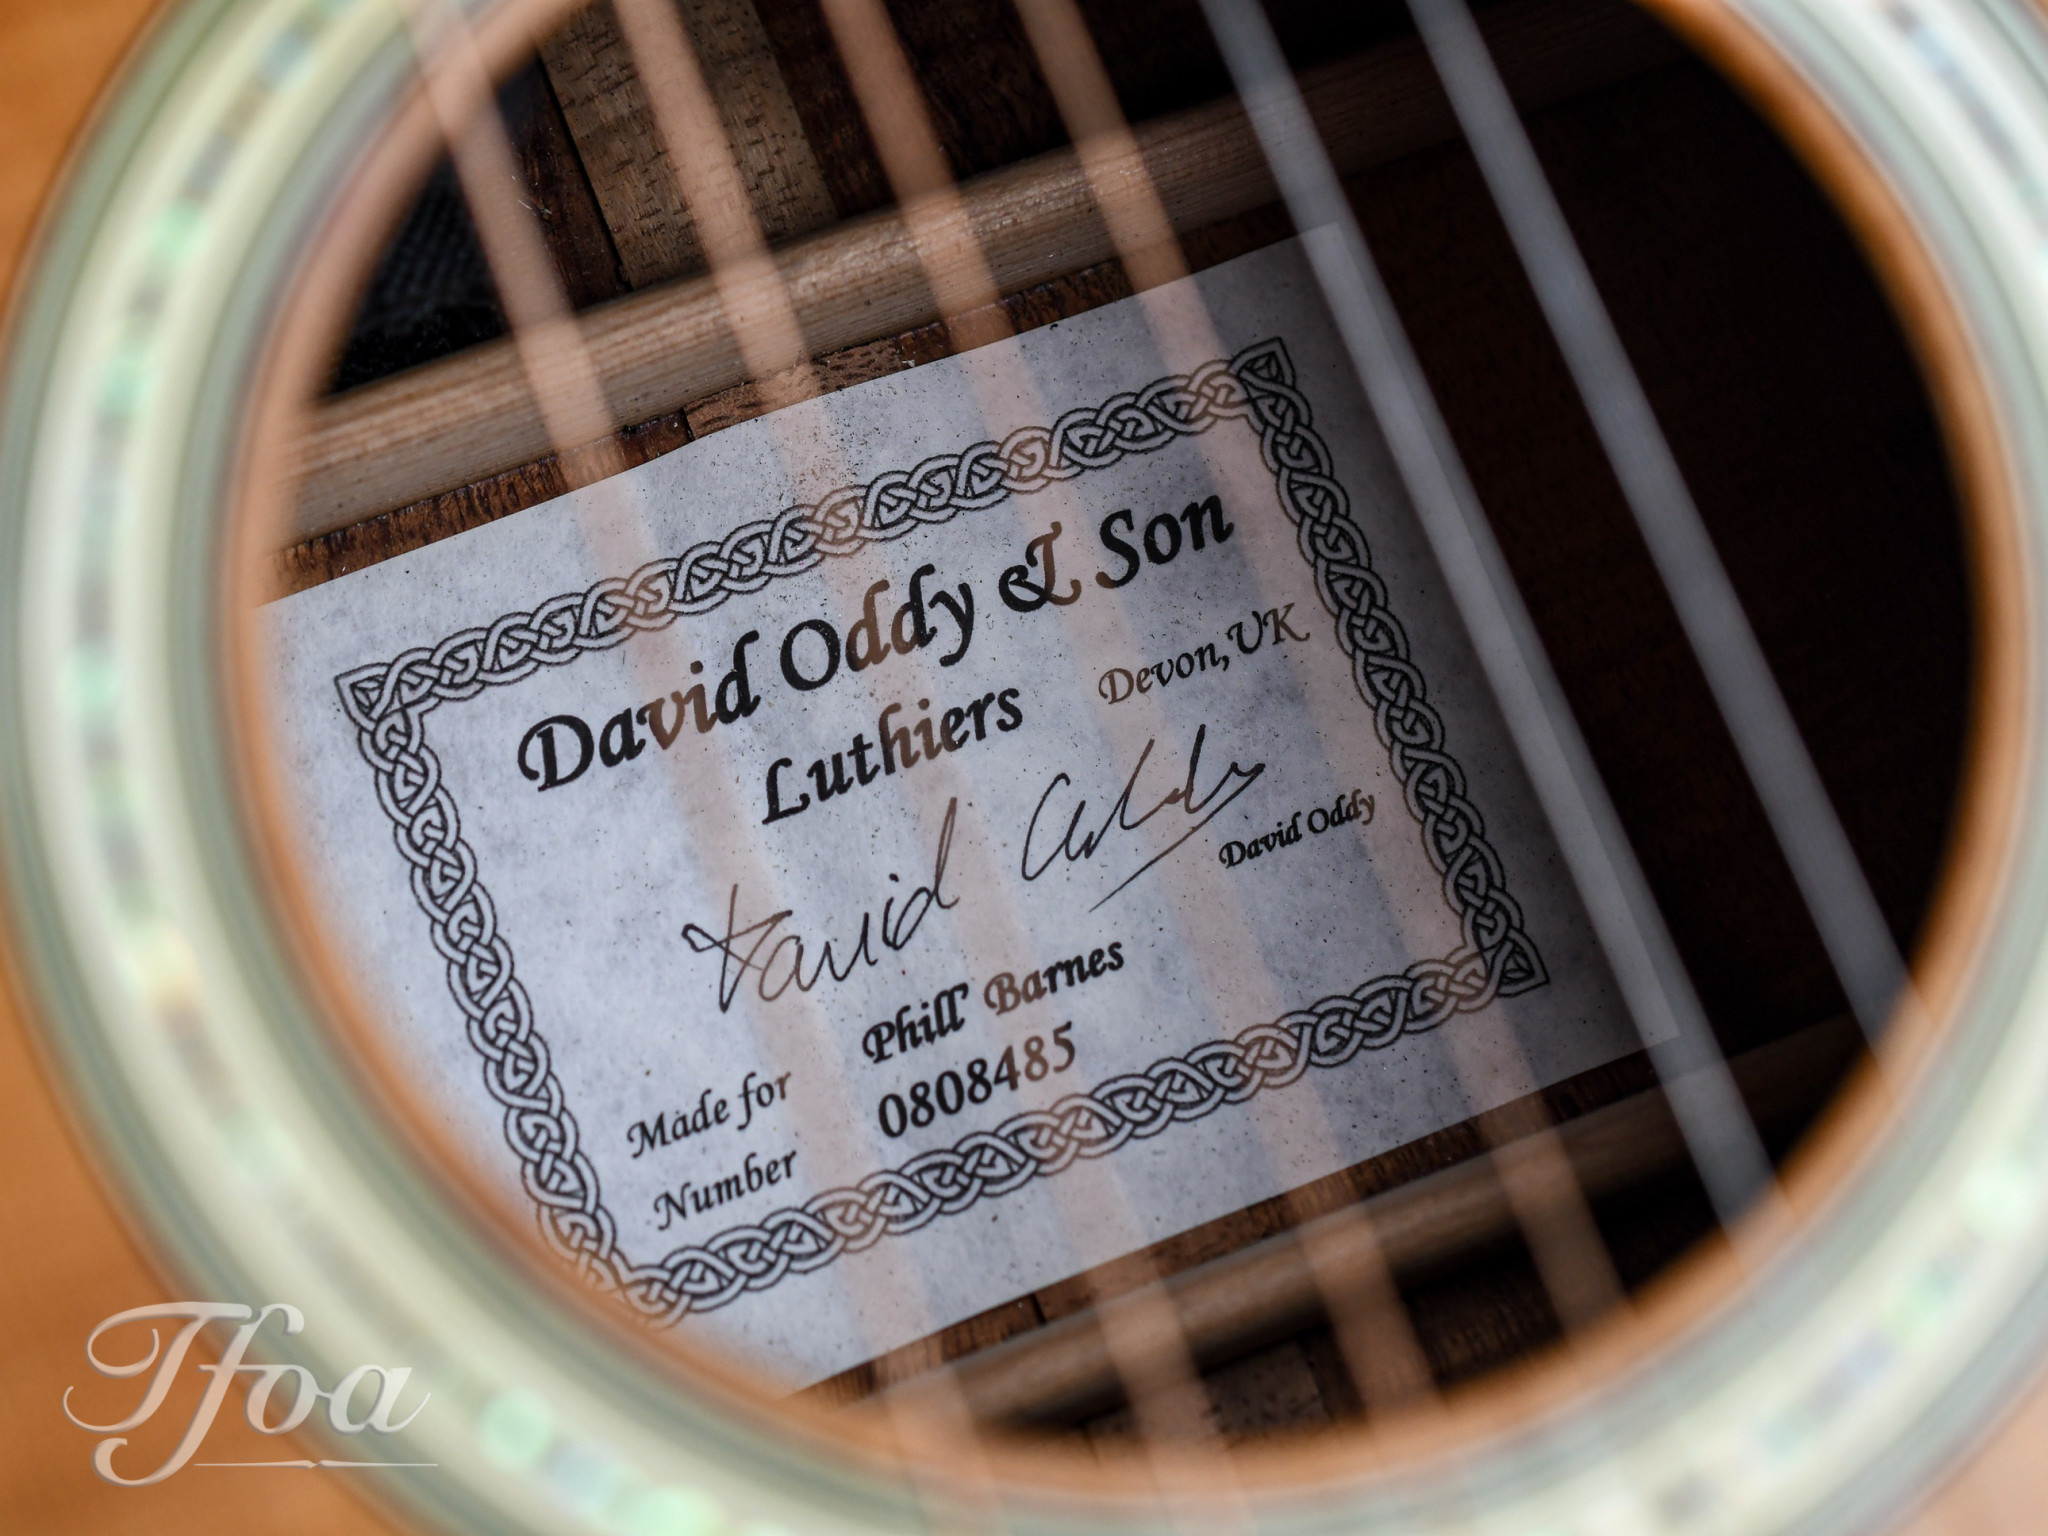 David Oddy & Son
Luthiers Devon, UK
David Oddy
David Oddy
Made for Phill' Barnes
Number 0808485
Tfoa